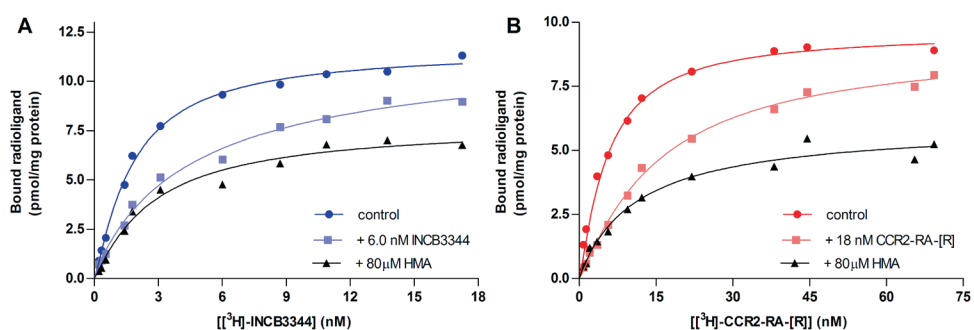 A
Bound radioligand
(pmol/mg protein)
12.5
10.0
7.5
5.0
2.5
0.0
control
+ 6.0 nM INCB3344
+ 80μM HMA
0 3 6 9 12 15 18
[[³H]-INCB3344] (nM)
B
Bound radioligand
(pmol/mg protein)
10.0
7.5
5.0
2.5
0.0
control
+ 18 nM CCR2-RA-[R]
+ 80μM HMA
0 15 30 45 60 75
[[³H]-CCR2-RA-[R]] (nM)